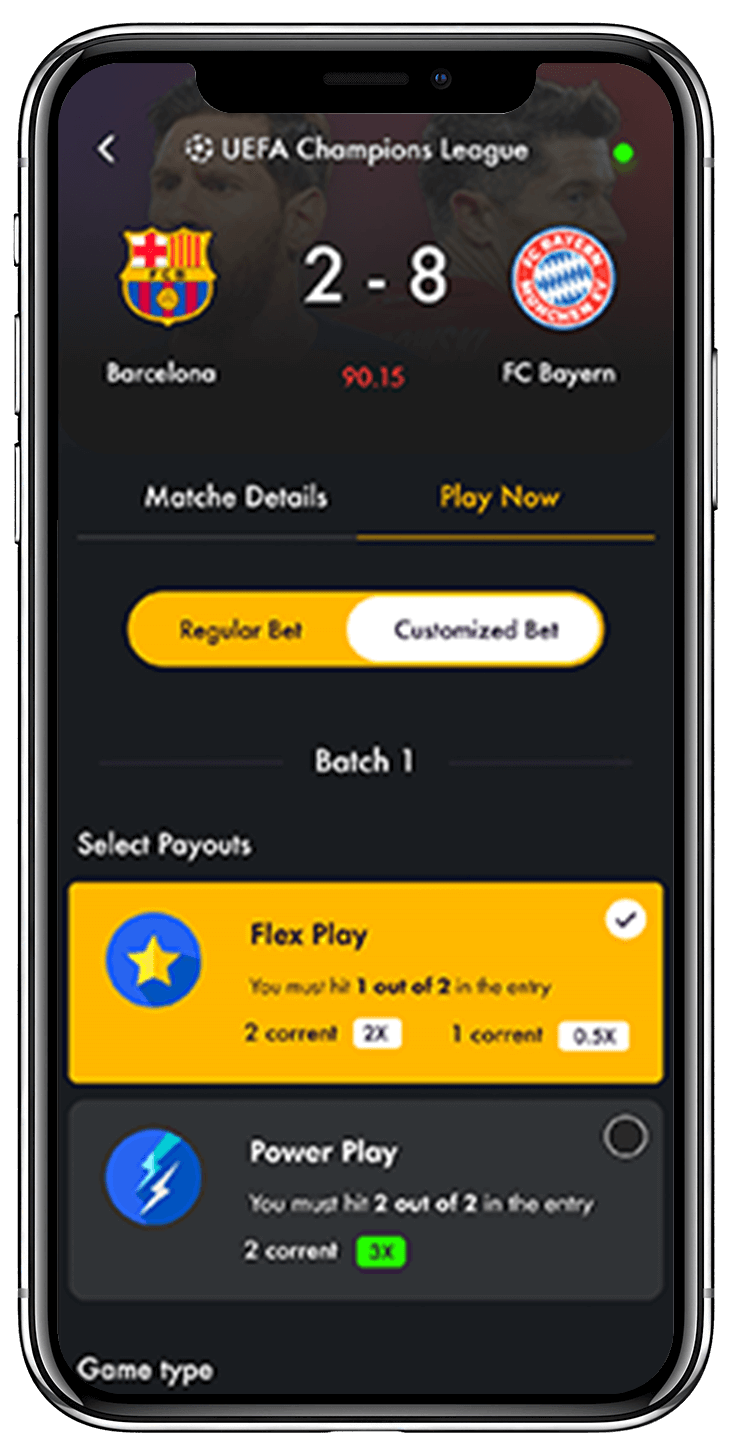 UEFA Champions League
FCB
FC BAYERN
MÜNCHEN EV
2 - 8
Barcelona
90.15
FC Bayern
Matche Details
Play Now
Regular Bet
Customized Bet
Batch 1
Select Payouts
Flex Play
You must hit 1 out of 2 in the entry
2 corrent 2X 1 corrent 0.5X
Power Play
You must hit 2 out of 2 in the entry
2 corrent 3X
Game type